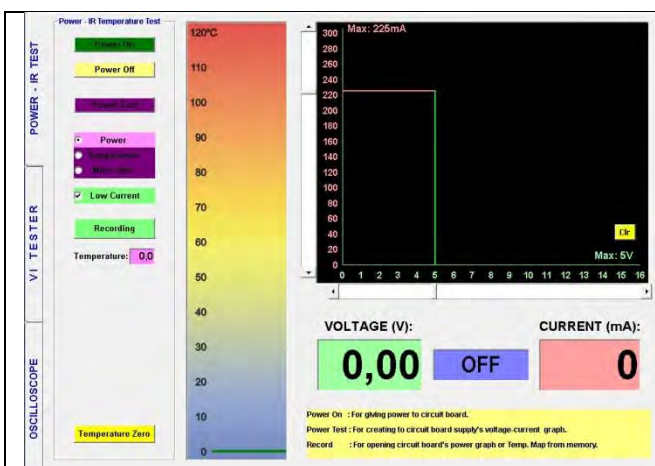 Power - IR Temperature Test
POWER - IR TEST
VI TESTER
OSCILLOSCOPE
Power On
Power Off
Power
Low Current
Recording
Temperature: 0,0
Temperature Zero
120°C
110
100
90
80
70
60
50
40
30
20
10
0
Max: 225mA
300
280
260
240
220
200
180
160
140
120
100
80
60
40
20
0
Clr
Max: 5V
0 1 2 3 4 5 6 7 8 9 10 11 12 13 14 15 16
VOLTAGE (V):
CURRENT (mA):
0,00
OFF
0
Power On : For giving power to circuit board.
Power Test : For creating to circuit board supply's voltage-current graph.
Record : For opening circuit board's power graph or Temp. Map from memory.